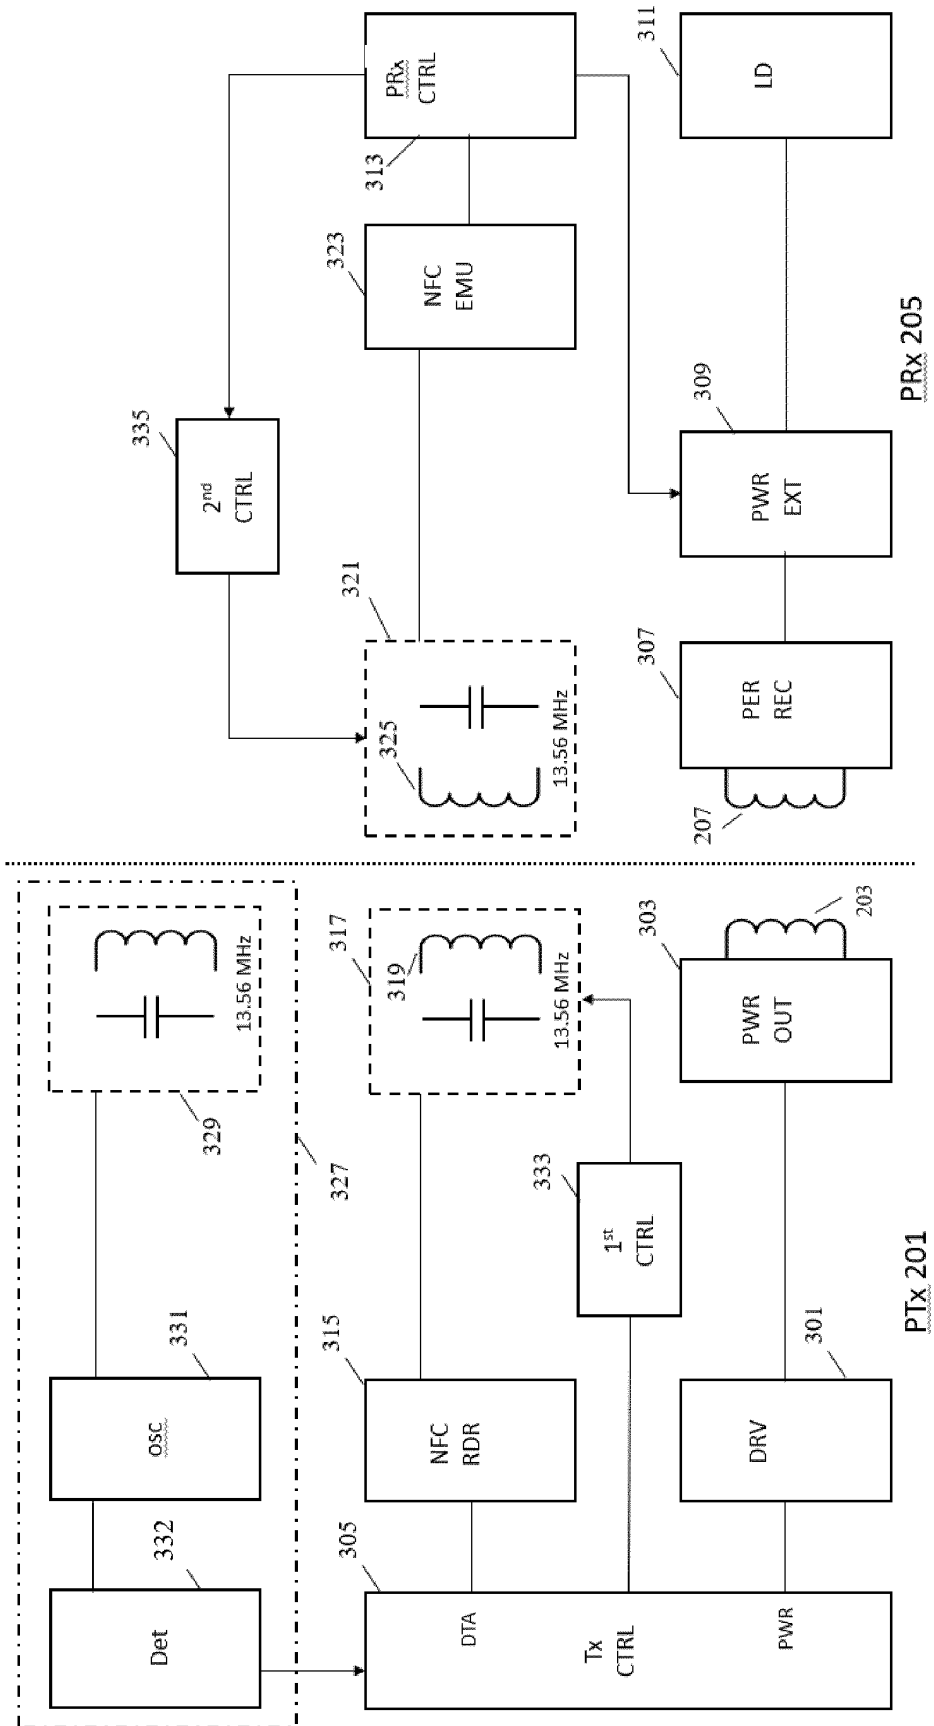 Det
332
osc
331
329
13.56 MHz
327
305
DTA
Tx
CTRL
PWR
315
NFC
RDR
317
319
13.56 MHz
333
1st
CTRL
301
DRV
303
PWR
OUT
203
PTx 201
335
2nd
CTRL
321
325
13.56 MHz
323
NFC
EMU
313
PRx
CTRL
307
PER
REC
207
309
PWR
EXT
311
LD
PRx 205